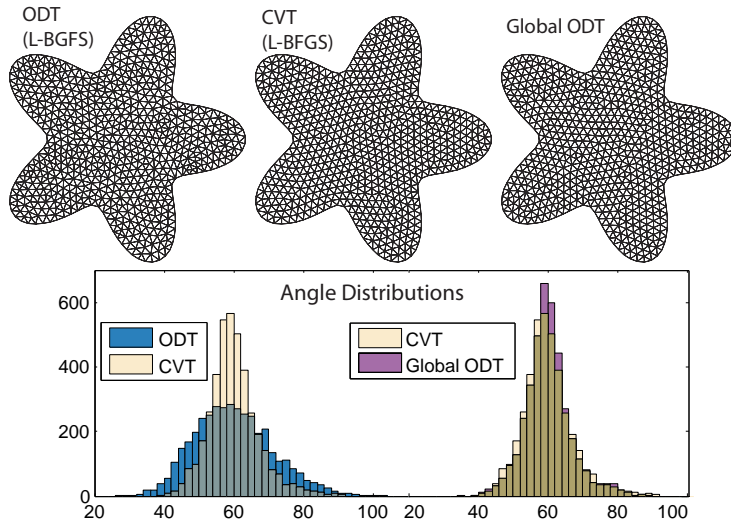 ODT
(L-BGFS)
CVT
(L-BFGS)
Global ODT
Angle Distributions
600
400
200
0
ODT
CVT
CVT
Global ODT
20 40 60 80 100 20 40 60 80 100